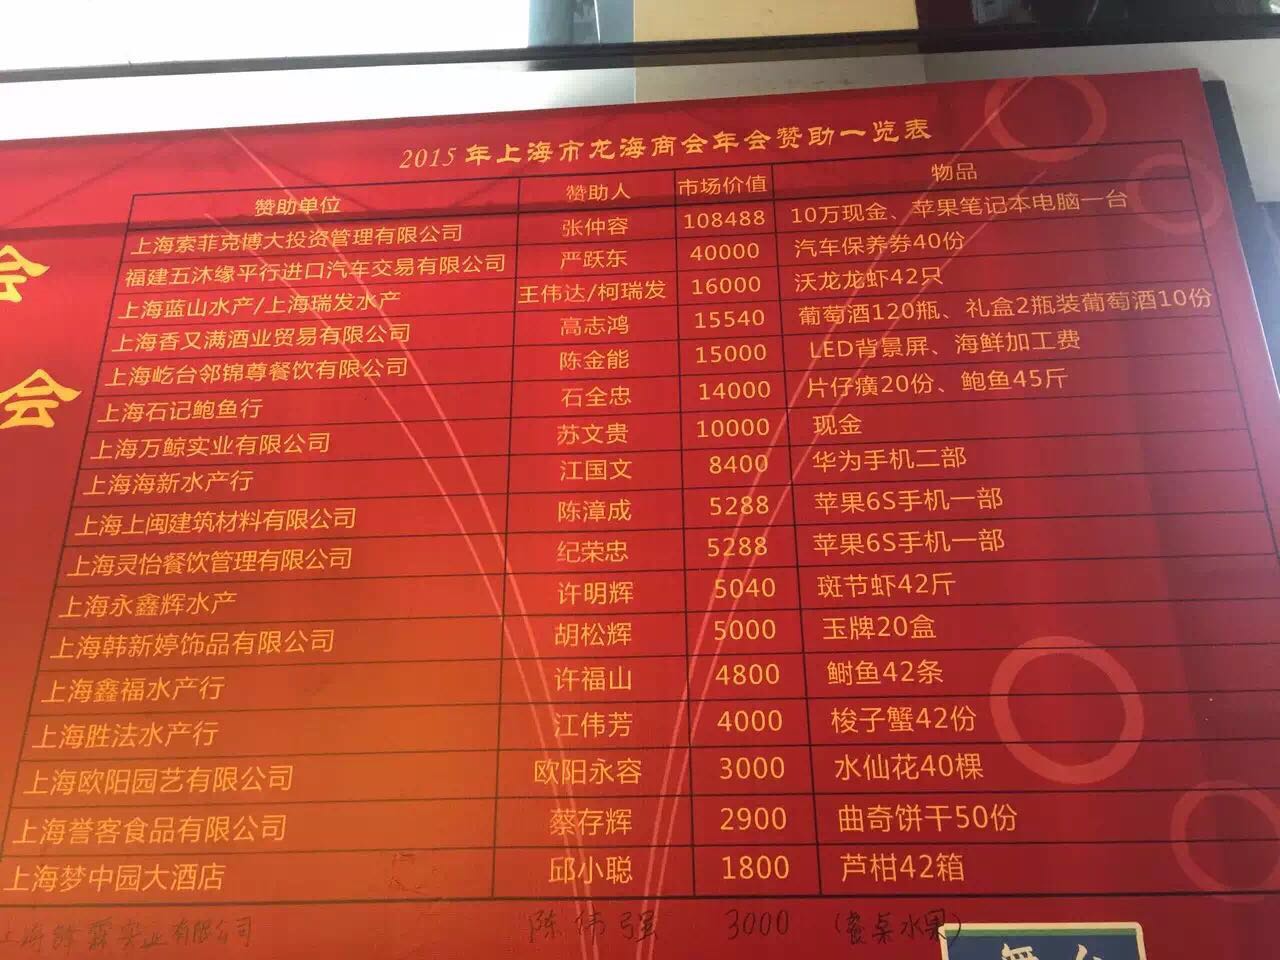 2015年上海市龙海商会年会赞助一览表
赞助单位 赞助人 市场价值 物品
上海索菲克博大投资管理有限公司 张仲容 108488 10万现金、苹果笔记本电脑一台
福建五沐缘平行进口汽车交易有限公司 严跃东 40000 汽车保养券40份
上海蓝山水产/上海瑞发水产 王伟达/柯瑞发 16000 沃龙龙虾42只
上海香又满酒业贸易有限公司 高志鸿 15540 葡萄酒120瓶、礼盒2瓶装葡萄酒10份
上海屹台邻锦尊餐饮有限公司 陈金能 15000 LED背景屏、海鲜加工费
上海石记鲍鱼行 石全忠 14000 片仔癀20份、鲍鱼45斤
上海万鲸实业有限公司 苏文贵 10000 现金
上海海新水产行 江国文 8400 华为手机二部
上海上闽建筑材料有限公司 陈漳成 5288 苹果6S手机一部
上海灵怡餐饮管理有限公司 纪荣忠 5288 苹果6S手机一部
上海永鑫辉水产 许明辉 5040 斑节虾42斤
上海韩新婷饰品有限公司 胡松辉 5000 玉牌20盒
上海鑫福水产行 许福山 4800 鲥鱼42条
上海胜法水产行 江伟芳 4000 梭子蟹42份
上海欧阳园艺有限公司 欧阳永容 3000 水仙花40棵
上海誉客食品有限公司 蔡存辉 2900 曲奇饼干50份
上海梦中园大酒店 邱小聪 1800 芦柑42箱
上海 霖实业有限公司 陈伟强 3000 (餐桌水果)
会
会
舞台